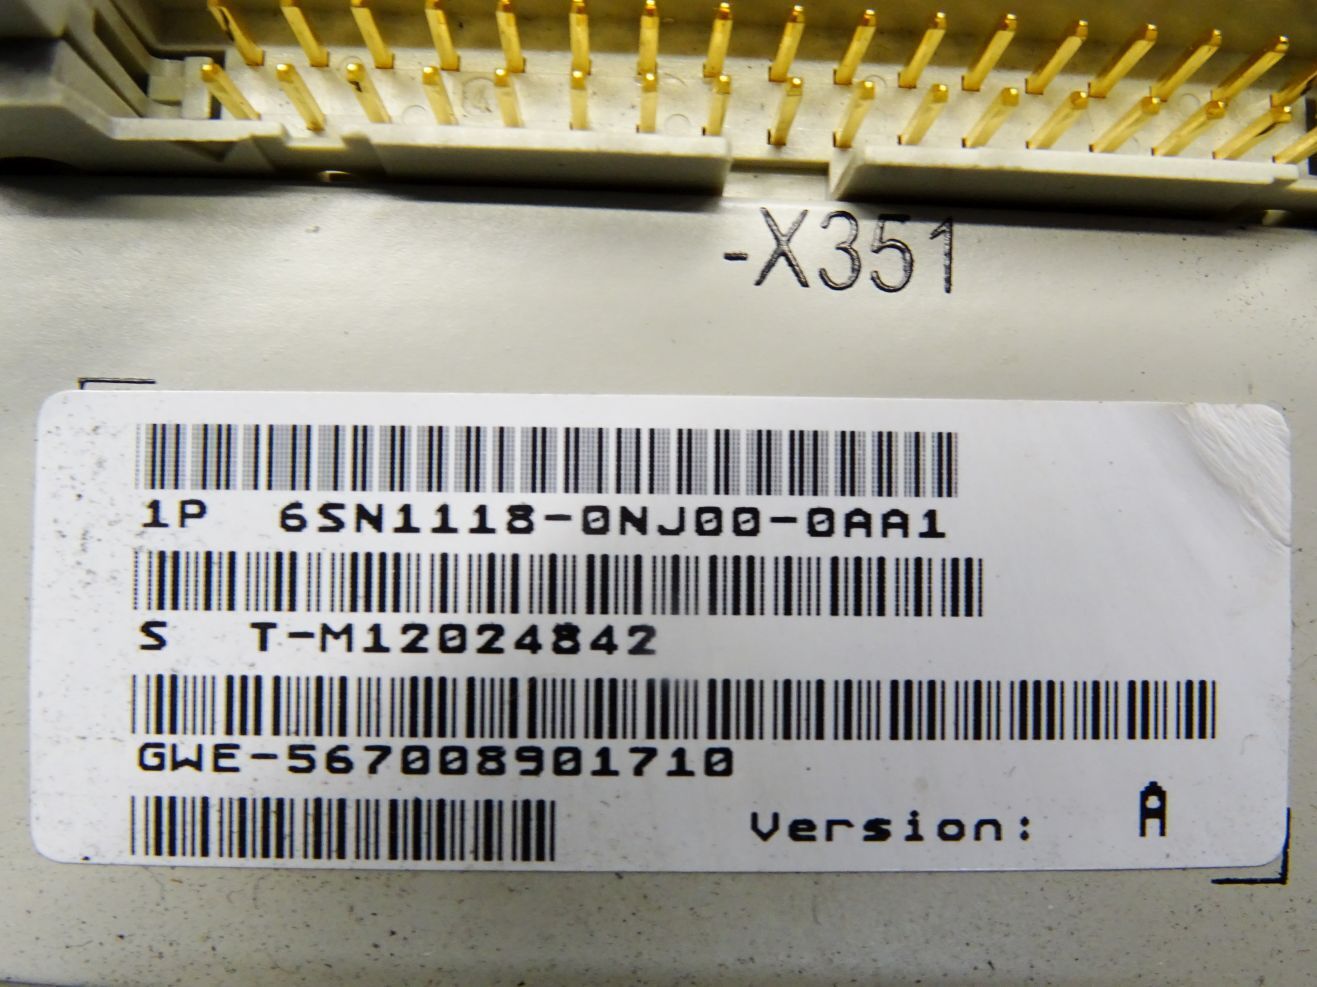 -X351
1P 6SN1118-0NJ00-0AA1
S T-M12024842
GWE-567008901710
Version: A